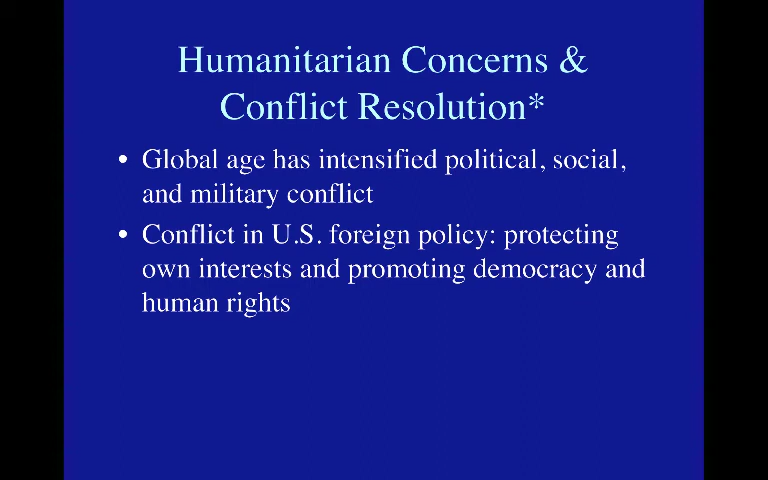 Humanitarian Concerns &
Conflict Resolution*
• Global age has intensified political, social,
and military conflict
• Conflict in U.S. foreign policy: protecting
own interests and promoting democracy and
human rights